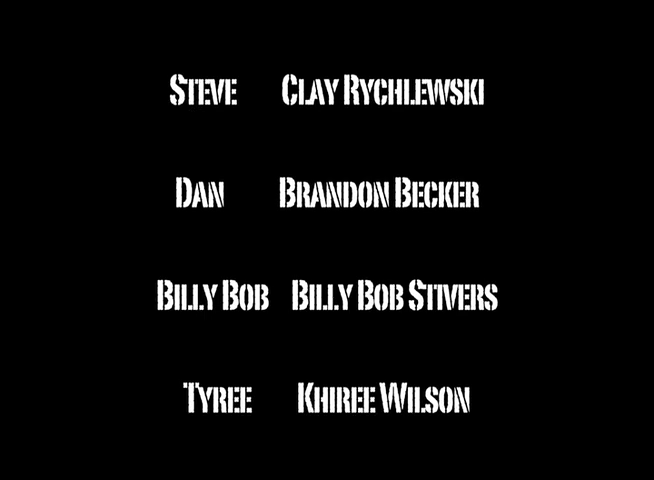 Steve Clay Rychlewski
Dan Brandon Becker
Billy Bob Billy Bob Stivers
Tyree Khiree Wilson